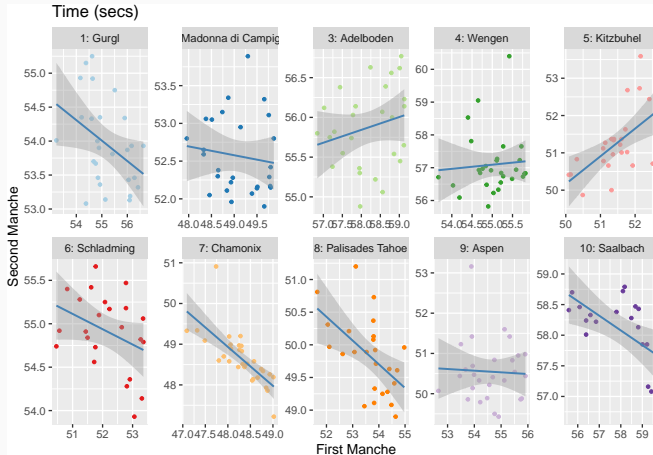 Time (secs)
1: Gurgl
Madonna di Campig
3: Adelboden
4: Wengen
5: Kitzbuhel
55.0
54.5
54.0
53.5
53.0
54 55 56
53.5
53.0
52.5
52.0
48.0 48.5 49.0 49.5
56.5
56.0
55.5
55.0
57.0 57.5 58.0 58.5 59.0
60
59
58
57
56
54.0 54.5 55.0 55.5
53
52
51
50
50 51 52
Second Manche
6: Schladming
7: Chamonix
8: Palisades Tahoe
9: Aspen
10: Saalbach
55.5
55.0
54.5
54.0
51 52 53
50
49
48
47.0 47.5 48.0 48.5 49.0
51.0
50.5
50.0
49.5
49.0
52 53 54 55
53
52
51
50
53 54 55 56
59.0
58.5
58.0
57.5
57.0
56 57 58 59
First Manche